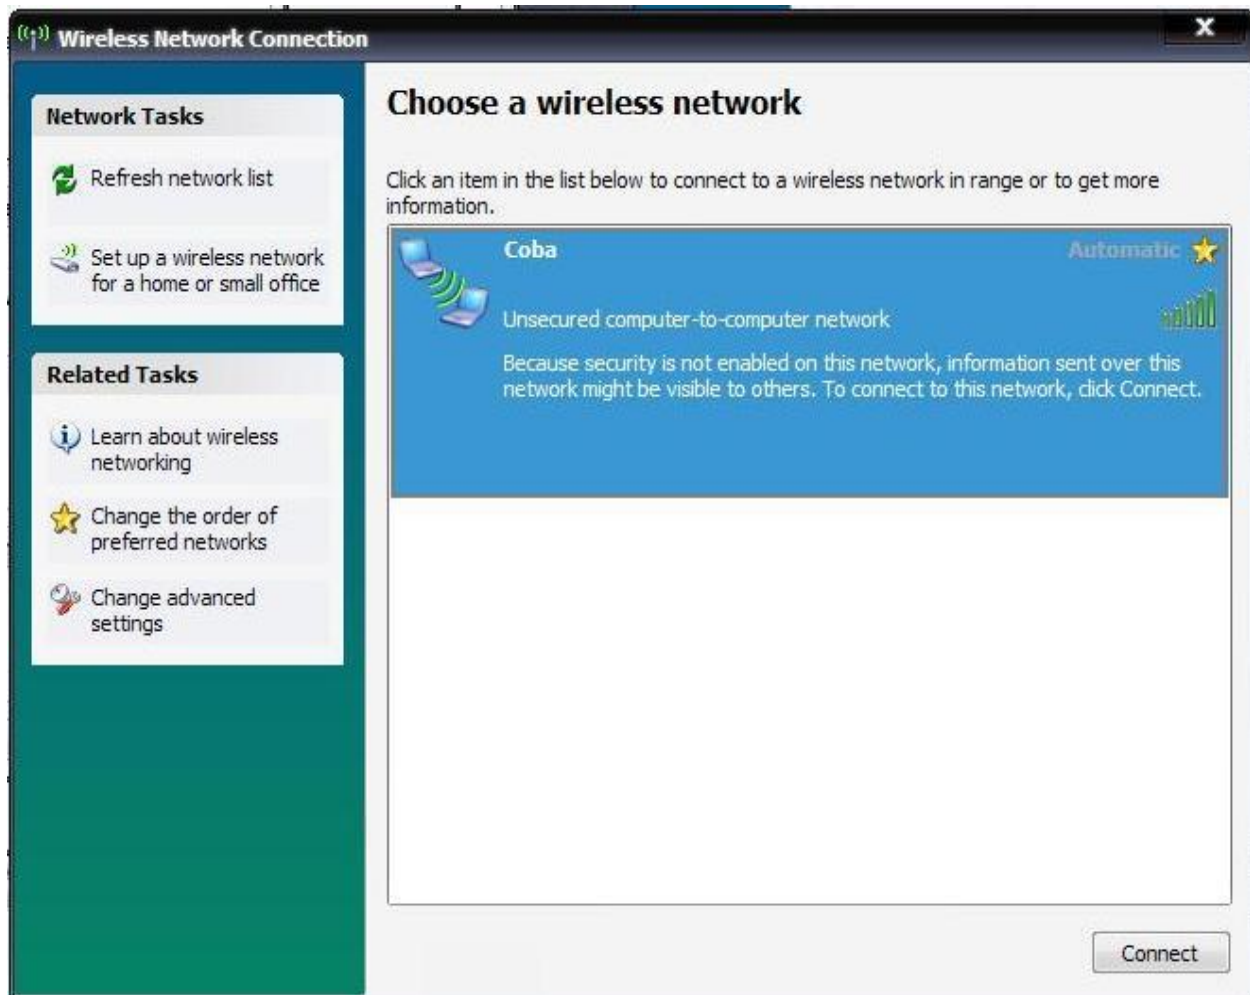 Wireless Network Connection
X
Network Tasks
Refresh network list
Set up a wireless network
for a home or small office
Related Tasks
Learn about wireless
networking
Change the order of
preferred networks
Change advanced
settings
Choose a wireless network
Click an item in the list below to connect to a wireless network in range or to get more
information.
Coba
Automatic
Unsecured computer-to-computer network
Because security is not enabled on this network, information sent over this
network might be visible to others. To connect to this network, click Connect.
Connect